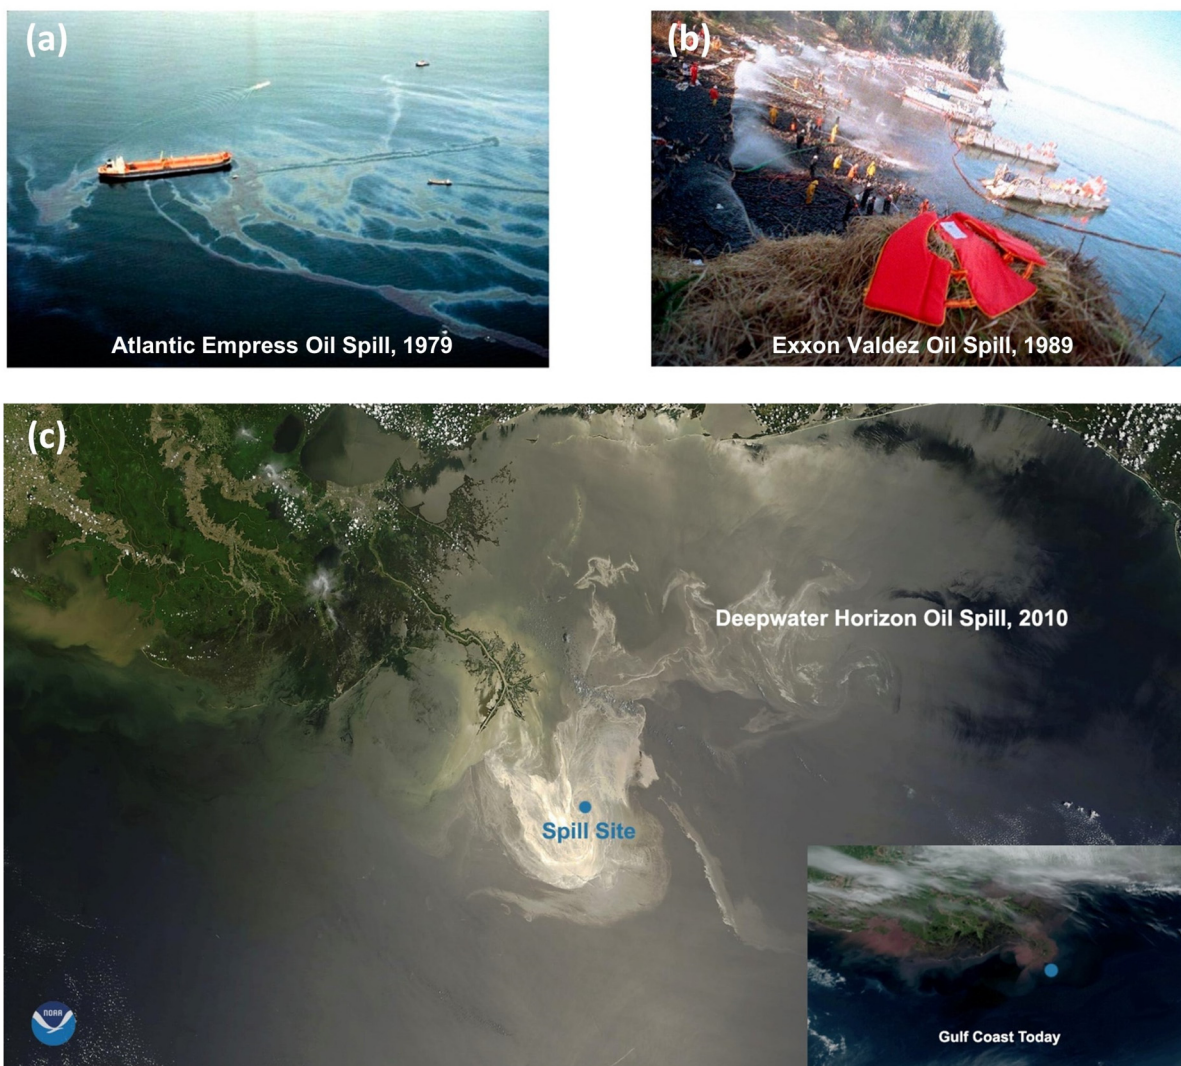 (a)
Atlantic Empress Oil Spill, 1979
(b)
Exxon Valdez Oil Spill, 1989
(c)
Deepwater Horizon Oil Spill, 2010
Spill Site
NOAA
Gulf Coast Today